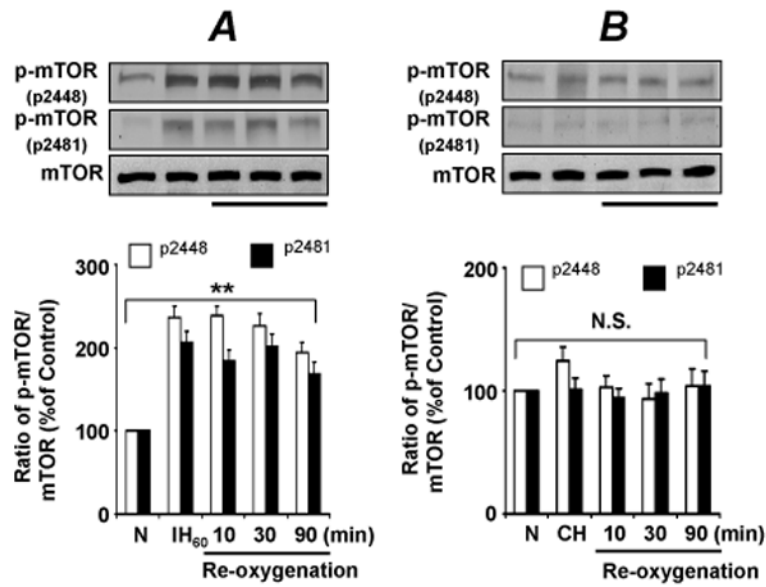 A
p-mTOR
(p2448)
p-mTOR
(p2481)
mTOR
p2448
p2481
300
200
100
0
**
Ratio of p-mTOR/
mTOR (%of Control)
N IH60 10 30 90 (min)
Re-oxygenation
B
p-mTOR
(p2448)
p-mTOR
(p2481)
mTOR
200
100
0
p2448
p2481
N.S.
Ratio of p-mTOR/
mTOR (%of Control)
N CH 10 30 90 (min)
Re-oxygenation